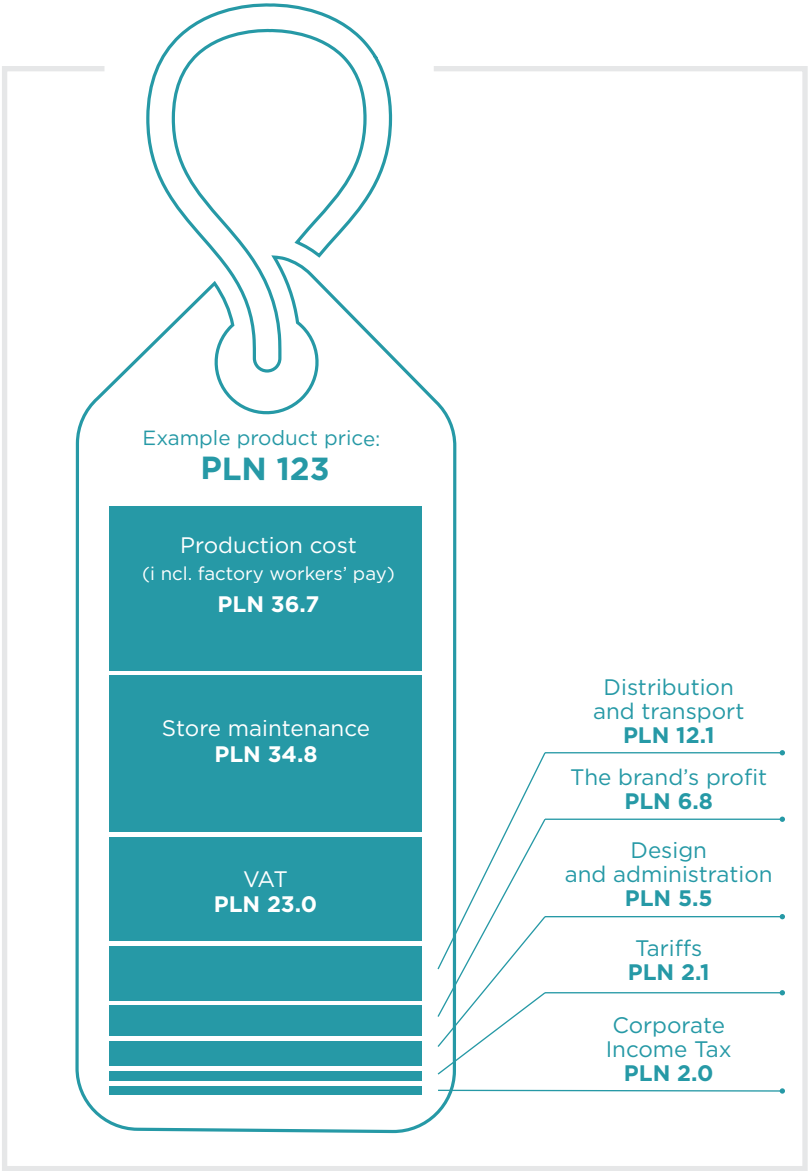 Example product price:
PLN 123
Production cost
(i ncl. factory workers' pay)
PLN 36.7
Store maintenance
PLN 34.8
VAT
PLN 23.0
Distribution
and transport
PLN 12.1
The brand's profit
PLN 6.8
Design
and administration
PLN 5.5
Tariffs
PLN 2.1
Corporate
Income Tax
PLN 2.0